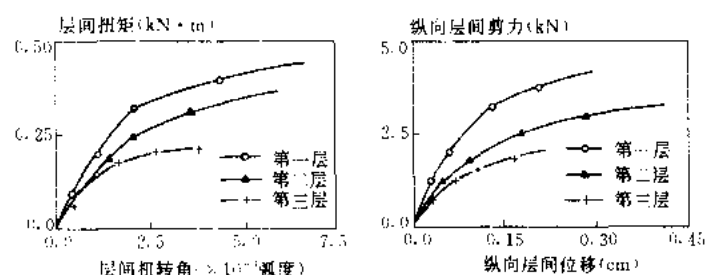 层间扭矩(kN·m)
0.50
0.25
0.0
第一层
第二层
第三层
0.0 2.5 5.0 7.5
层间扭转角 弧度)
纵向层间剪力(kN)
5.0
2.5
0.0
第一层
第二层
第三层
0.0 0.15 0.30 0.45
纵向层间位移(cm)